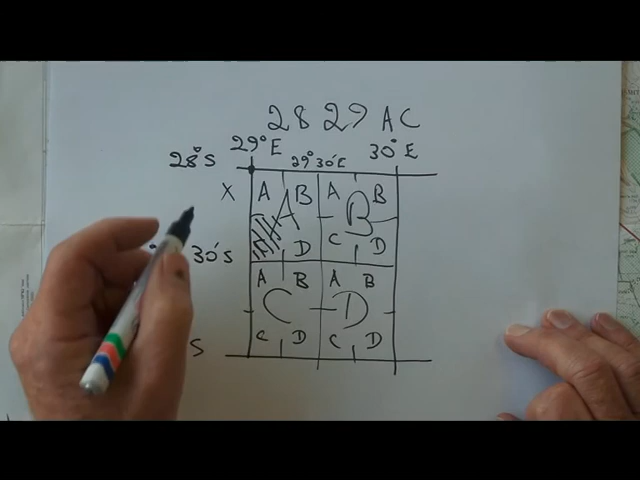 2829 AC
29°E
28°S 29°30'E 30°E
X A B A B
A B
D C D
30'S
A B A B
C D
C D C D
S